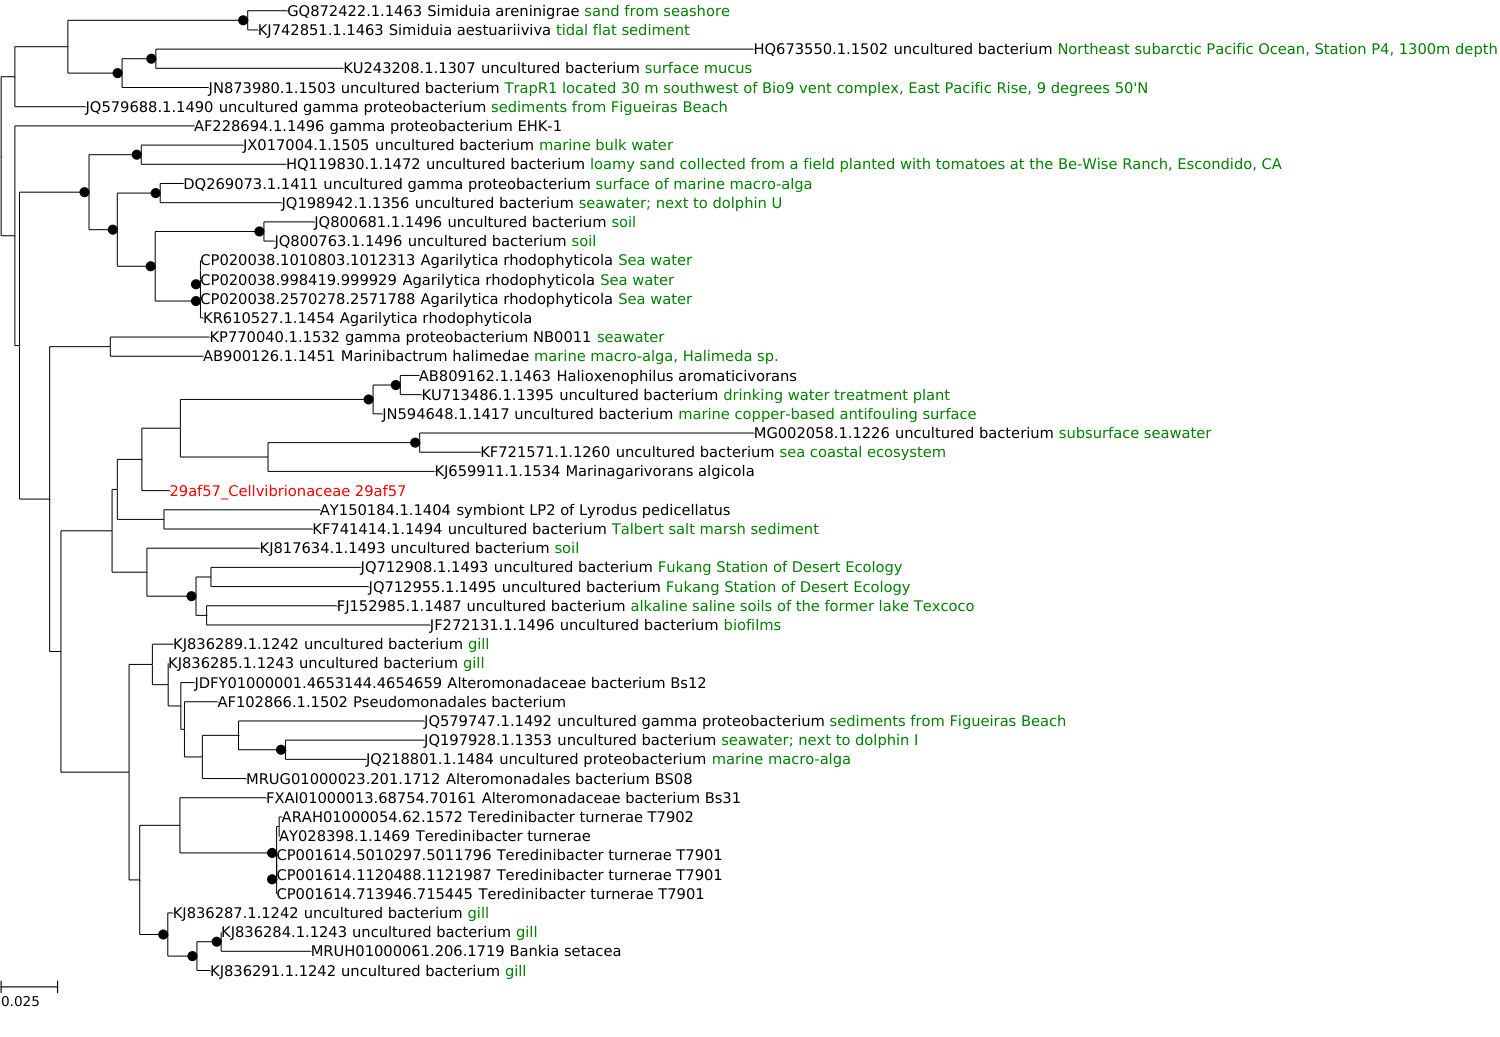 GQ872422.1.1463 Simiduia areninigrae sand from seashore
KJ742851.1.1463 Simiduia aestuariiviva tidal flat sediment
HQ673550.1.1502 uncultured bacterium Northeast subarctic Pacific Ocean, Station P4, 1300m depth
KU243208.1.1307 uncultured bacterium surface mucus
JN873980.1.1503 uncultured bacterium TrapR1 located 30 m southwest of Bio9 vent complex, East Pacific Rise, 9 degrees 50'N
JQ579688.1.1490 uncultured gamma proteobacterium sediments from Figueiras Beach
AF228694.1.1496 gamma proteobacterium EHK-1
JX017004.1.1505 uncultured bacterium marine bulk water
HQ119830.1.1472 uncultured bacterium loamy sand collected from a field planted with tomatoes at the Be-Wise Ranch, Escondido, CA
DQ269073.1.1411 uncultured gamma proteobacterium surface of marine macro-alga
JQ198942.1.1356 uncultured bacterium seawater; next to dolphin U
JQ800681.1.1496 uncultured bacterium soil
JQ800763.1.1496 uncultured bacterium soil
CP020038.1010803.1012313 Agarilytica rhodophyticola Sea water
CP020038.998419.999929 Agarilytica rhodophyticola Sea water
CP020038.2570278.2571788 Agarilytica rhodophyticola Sea water
KR610527.1.1454 Agarilytica rhodophyticola
KP770040.1.1532 gamma proteobacterium NB0011 seawater
AB900126.1.1451 Marinibactrum halimedae marine macro-alga, Halimeda sp.
AB809162.1.1463 Halioxenophilus aromaticivorans
KU713486.1.1395 uncultured bacterium drinking water treatment plant
JN594648.1.1417 uncultured bacterium marine copper-based antifouling surface
MG002058.1.1226 uncultured bacterium subsurface seawater
KF721571.1.1260 uncultured bacterium sea coastal ecosystem
KJ659911.1.1534 Marinagarivorans algicola
29af57_Cellvibrionaceae 29af57
AY150184.1.1404 symbiont LP2 of Lyrodus pedicellatus
KF741414.1.1494 uncultured bacterium Talbert salt marsh sediment
KJ817634.1.1493 uncultured bacterium soil
JQ712908.1.1493 uncultured bacterium Fukang Station of Desert Ecology
JQ712955.1.1495 uncultured bacterium Fukang Station of Desert Ecology
FJ152985.1.1487 uncultured bacterium alkaline saline soils of the former lake Texcoco
JF272131.1.1496 uncultured bacterium biofilms
KJ836289.1.1242 uncultured bacterium gill
KJ836285.1.1243 uncultured bacterium gill
JDFY01000001.4653144.4654659 Alteromonadaceae bacterium Bs12
AF102866.1.1502 Pseudomonadales bacterium
JQ579747.1.1492 uncultured gamma proteobacterium sediments from Figueiras Beach
JQ197928.1.1353 uncultured bacterium seawater; next to dolphin I
JQ218801.1.1484 uncultured proteobacterium marine macro-alga
MRUG01000023.201.1712 Alteromonadales bacterium BS08
FXAI01000013.68754.70161 Alteromonadaceae bacterium Bs31
ARAH01000054.62.1572 Teredinibacter turnerae T7902
AY028398.1.1469 Teredinibacter turnerae
CP001614.5010297.5011796 Teredinibacter turnerae T7901
CP001614.1120488.1121987 Teredinibacter turnerae T7901
CP001614.713946.715445 Teredinibacter turnerae T7901
KJ836287.1.1242 uncultured bacterium gill
KJ836284.1.1243 uncultured bacterium gill
MRUH01000061.206.1719 Bankia setacea
KJ836291.1.1242 uncultured bacterium gill
0.025